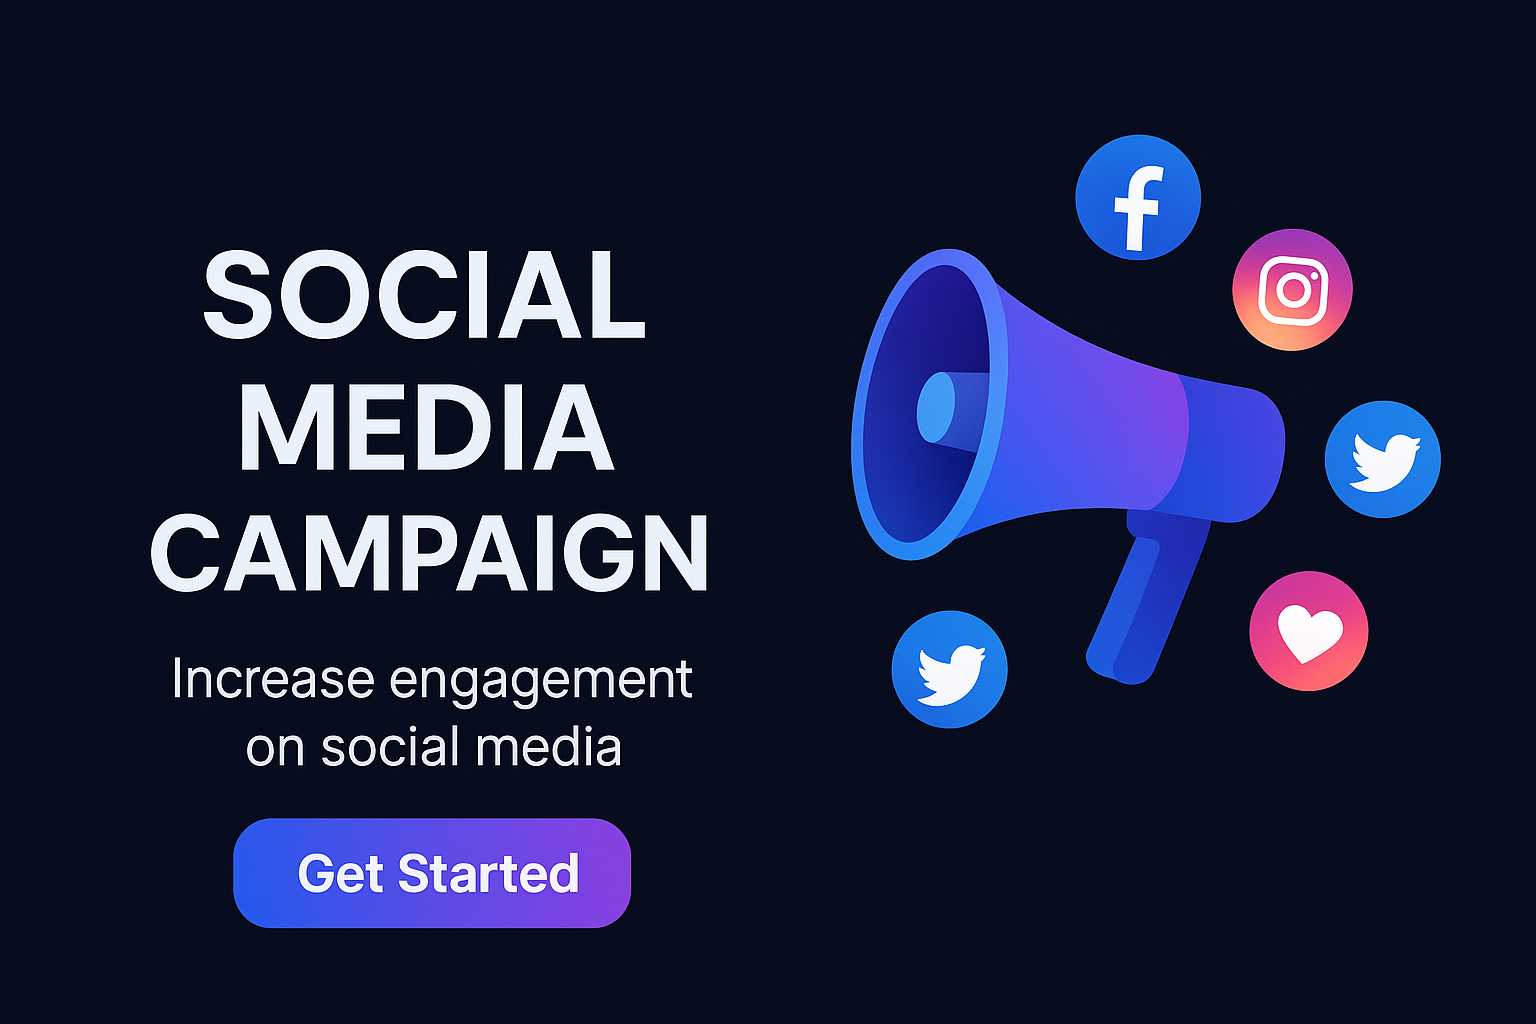 SOCIAL
MEDIA
CAMPAIGN
Increase engagement
on social media
Get Started